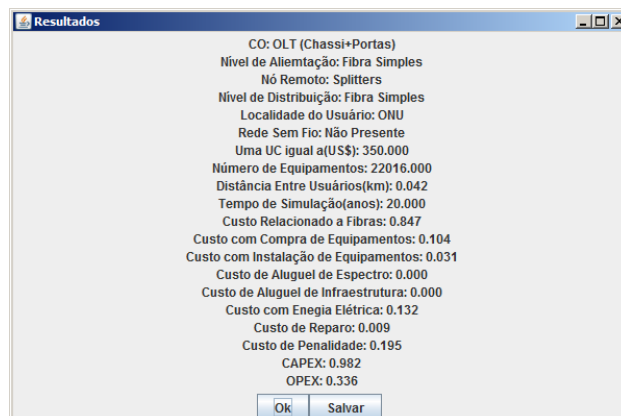 Resultados
CO: OLT (Chassi+Portas)
Nível de Aliemtação: Fibra Simples
Nó Remoto: Splitters
Nível de Distribuição: Fibra Simples
Localidade do Usuário: ONU
Rede Sem Fio: Não Presente
Uma UC igual a(US$): 350.000
Número de Equipamentos: 22016.000
Distância Entre Usuários(km): 0.042
Tempo de Simulação(anos): 20.000
Custo Relacionado a Fibras: 0.847
Custo com Compra de Equipamentos: 0.104
Custo com Instalação de Equipamentos: 0.031
Custo de Aluguel de Espectro: 0.000
Custo de Aluguel de Infraestrutura: 0.000
Custo com Enegia Elétrica: 0.132
Custo de Reparo: 0.009
Custo de Penalidade: 0.195
CAPEX: 0.982
OPEX: 0.336
Ok Salvar